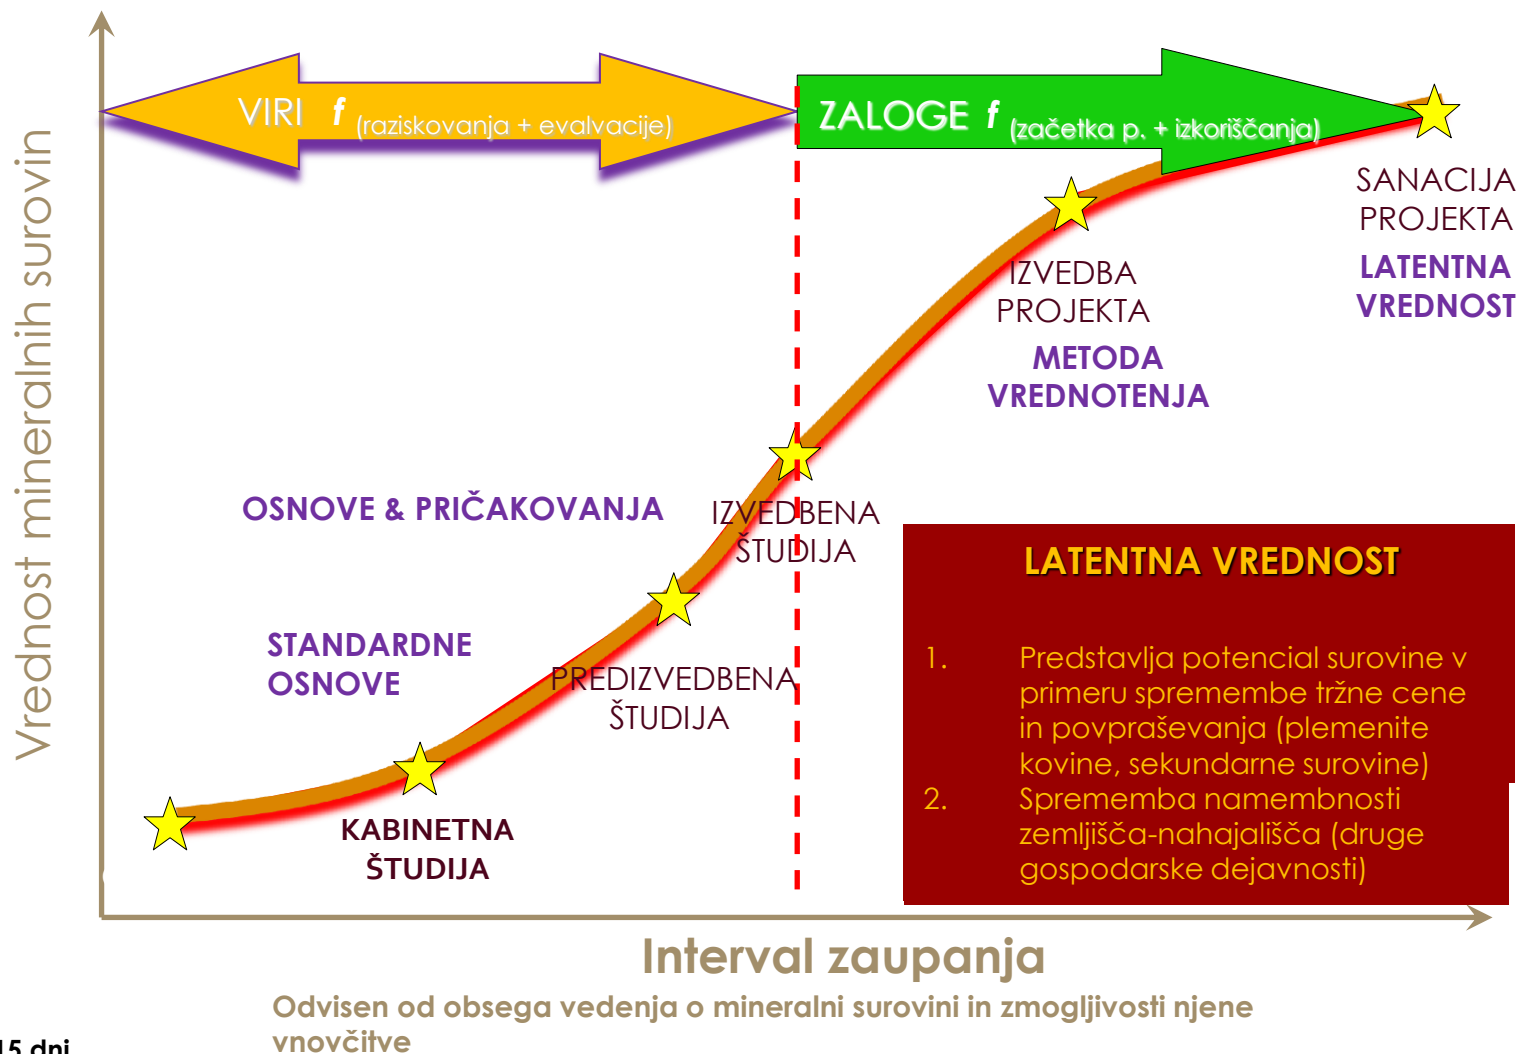 Vrednost mineralnih surovin
VIRI f (raziskovanja + evalvacije)
ZALOGE f (začetka p. + izkoriščanja)
SANACIJA
PROJEKTA
LATENTNA
VREDNOST
IZVEDBA
PROJEKTA
METODA
VREDNOTENJA
OSNOVE & PRIČAKOVANJA
IZVEDBENA
ŠTUDIJA
STANDARDNE
OSNOVE
PREDIZVEDBENA
ŠTUDIJA
KABINETNA
ŠTUDIJA
LATENTNA VREDNOST
1. Predstavlja potencial surovine v
primeru spremembe tržne cene
in povpraševanja (plemenite
kovine, sekundarne surovine)
2. Sprememba namembnosti
zemljišča-nahajališča (druge
gospodarske dejavnosti)
Interval zaupanja
Odvisen od obsega vedenja o mineralni surovini in zmogljivosti njene
vnovčitve
15 dni